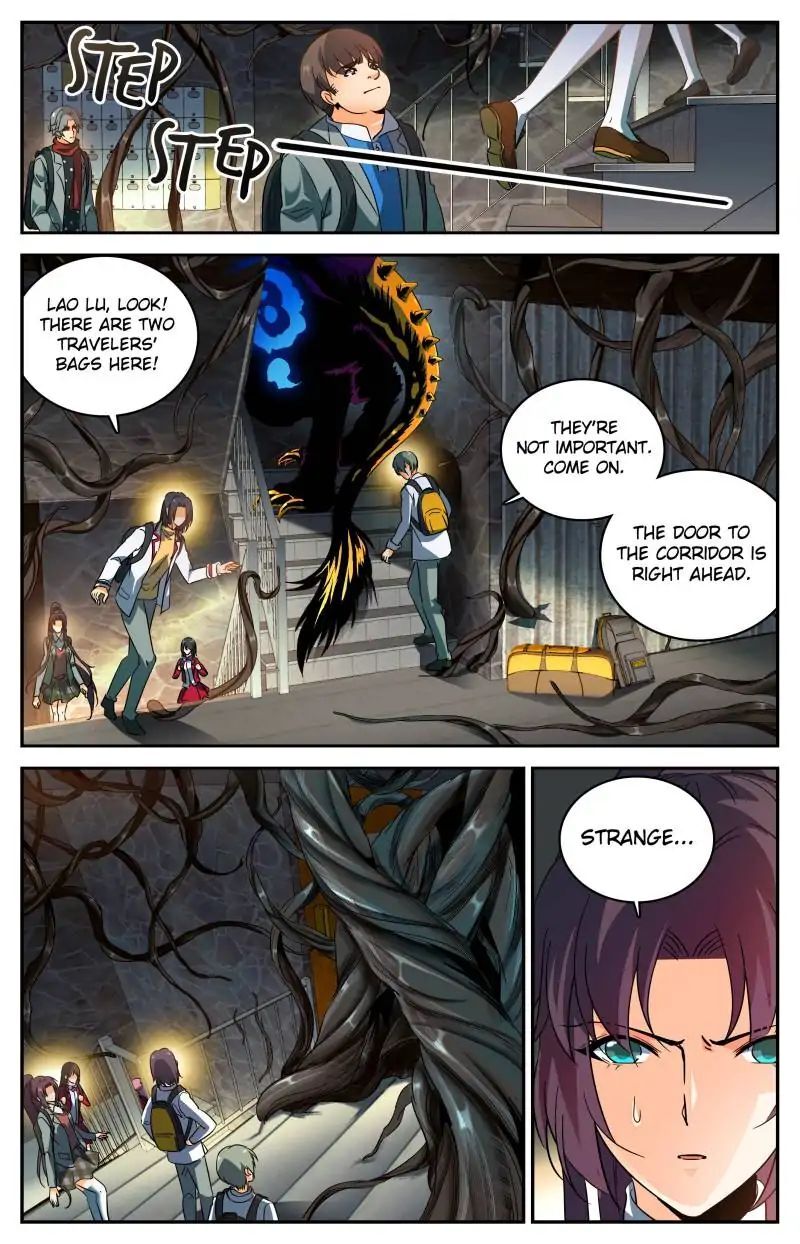 STEP
STEP
LAO LU, LOOK!
THERE ARE TWO
TRAVELERS'
BAGS HERE!
THEY'RE
NOT IMPORTANT.
COME ON.
THE DOOR TO
THE CORRIDOR IS
RIGHT AHEAD.
STRANGE...